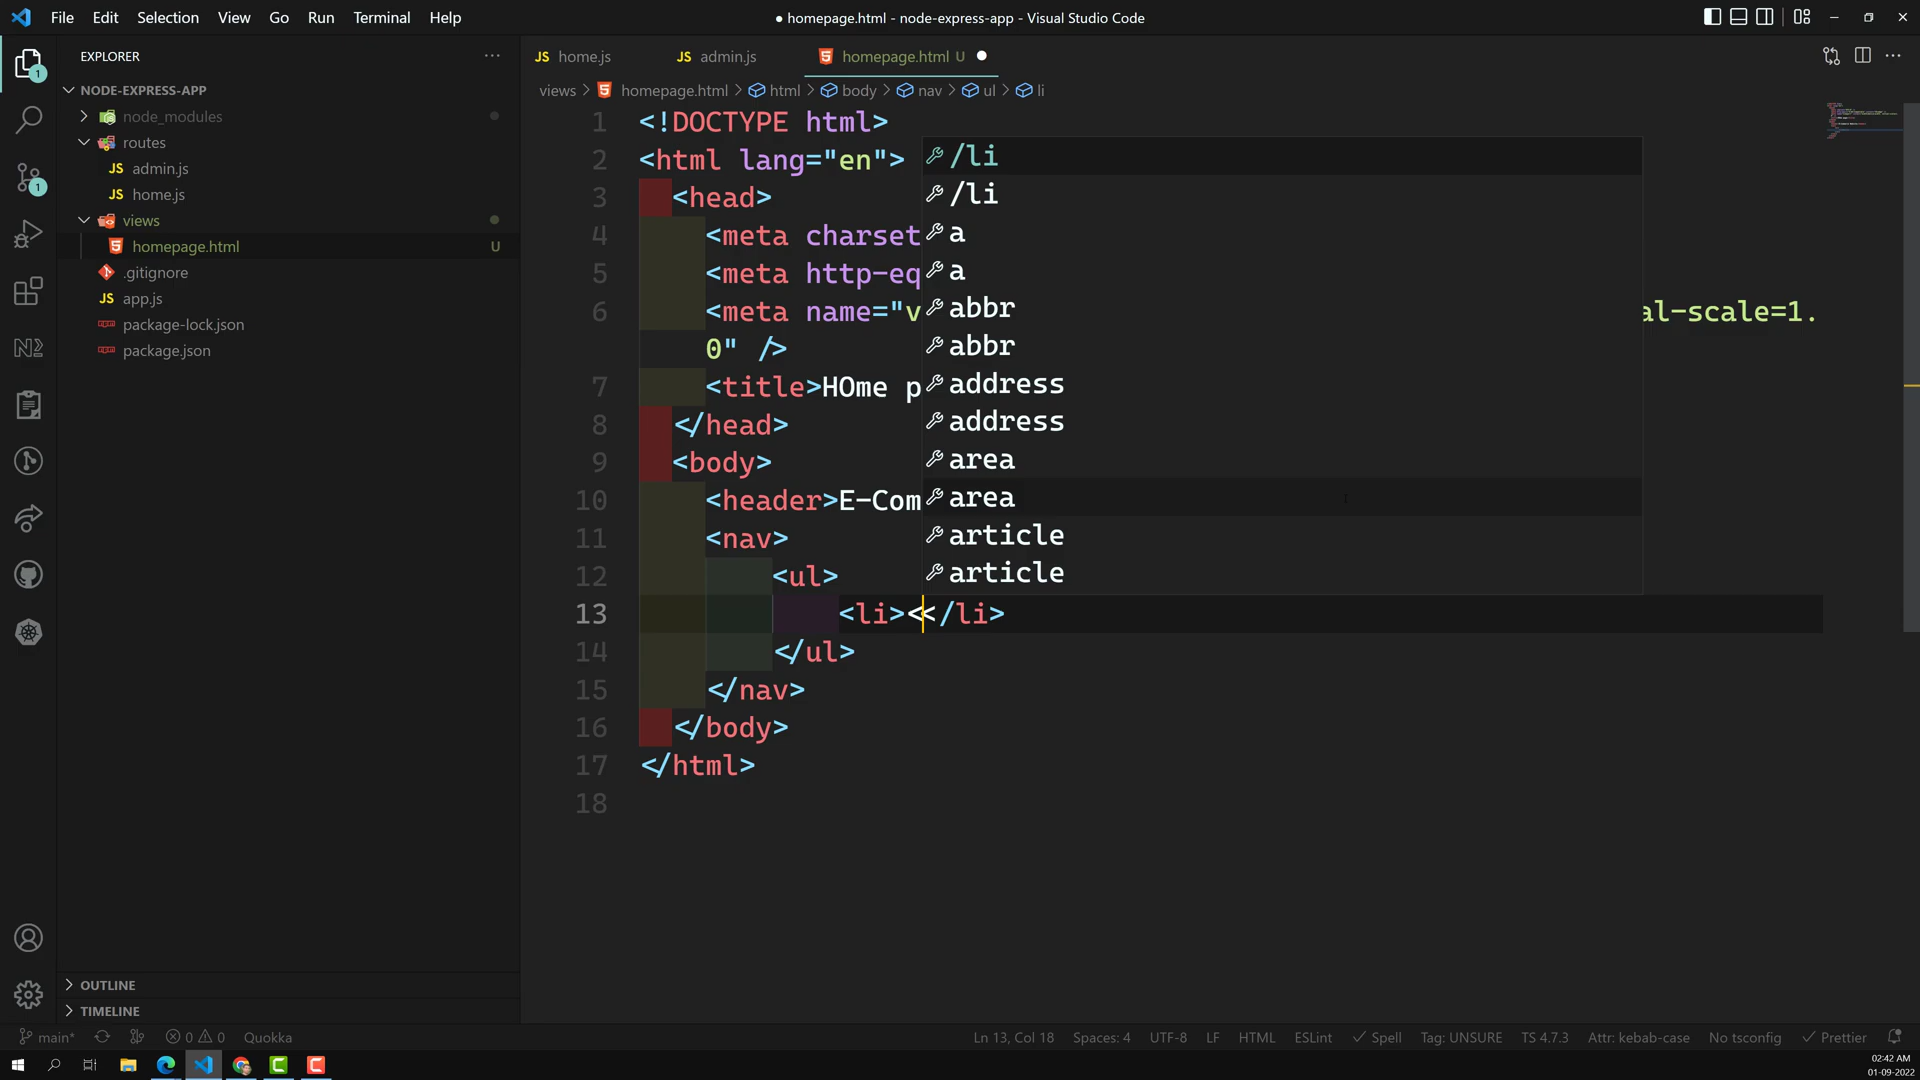 File Edit Selection View Go Run Terminal Help
● homepage.html - node-express-app - Visual Studio Code
EXPLORER
NODE-EXPRESS-APP
node_modules
routes
JS admin.js
JS home.js
views
homepage.html U
.gitignore
JS app.js
package-lock.json
package.json
OUTLINE
TIMELINE
1
1
JS home.js
JS admin.js
homepage.html U
views > homepage.html > html > body > nav > ul > li
1 <!DOCTYPE html>
2 <html lang="en">
3 <head>
4 <meta charset
5 <meta http-eq
6 <meta name="v al-scale=1.
0" />
7 <title>HOme p
8 </head>
9 <body>
10 <header>E-Com
11 <nav>
12 <ul>
13 <li><</li>
14 </ul>
15 </nav>
16 </body>
17 </html>
18
/li
/li
a
a
abbr
abbr
address
address
area
area
article
article
main* 0 0 Quokka
Ln 13, Col 18 Spaces: 4 UTF-8 LF HTML ESLint Spell Tag: UNSURE TS 4.7.3 Attr: kebab-case No tsconfig Prettier
02:42 AM
01-09-2022